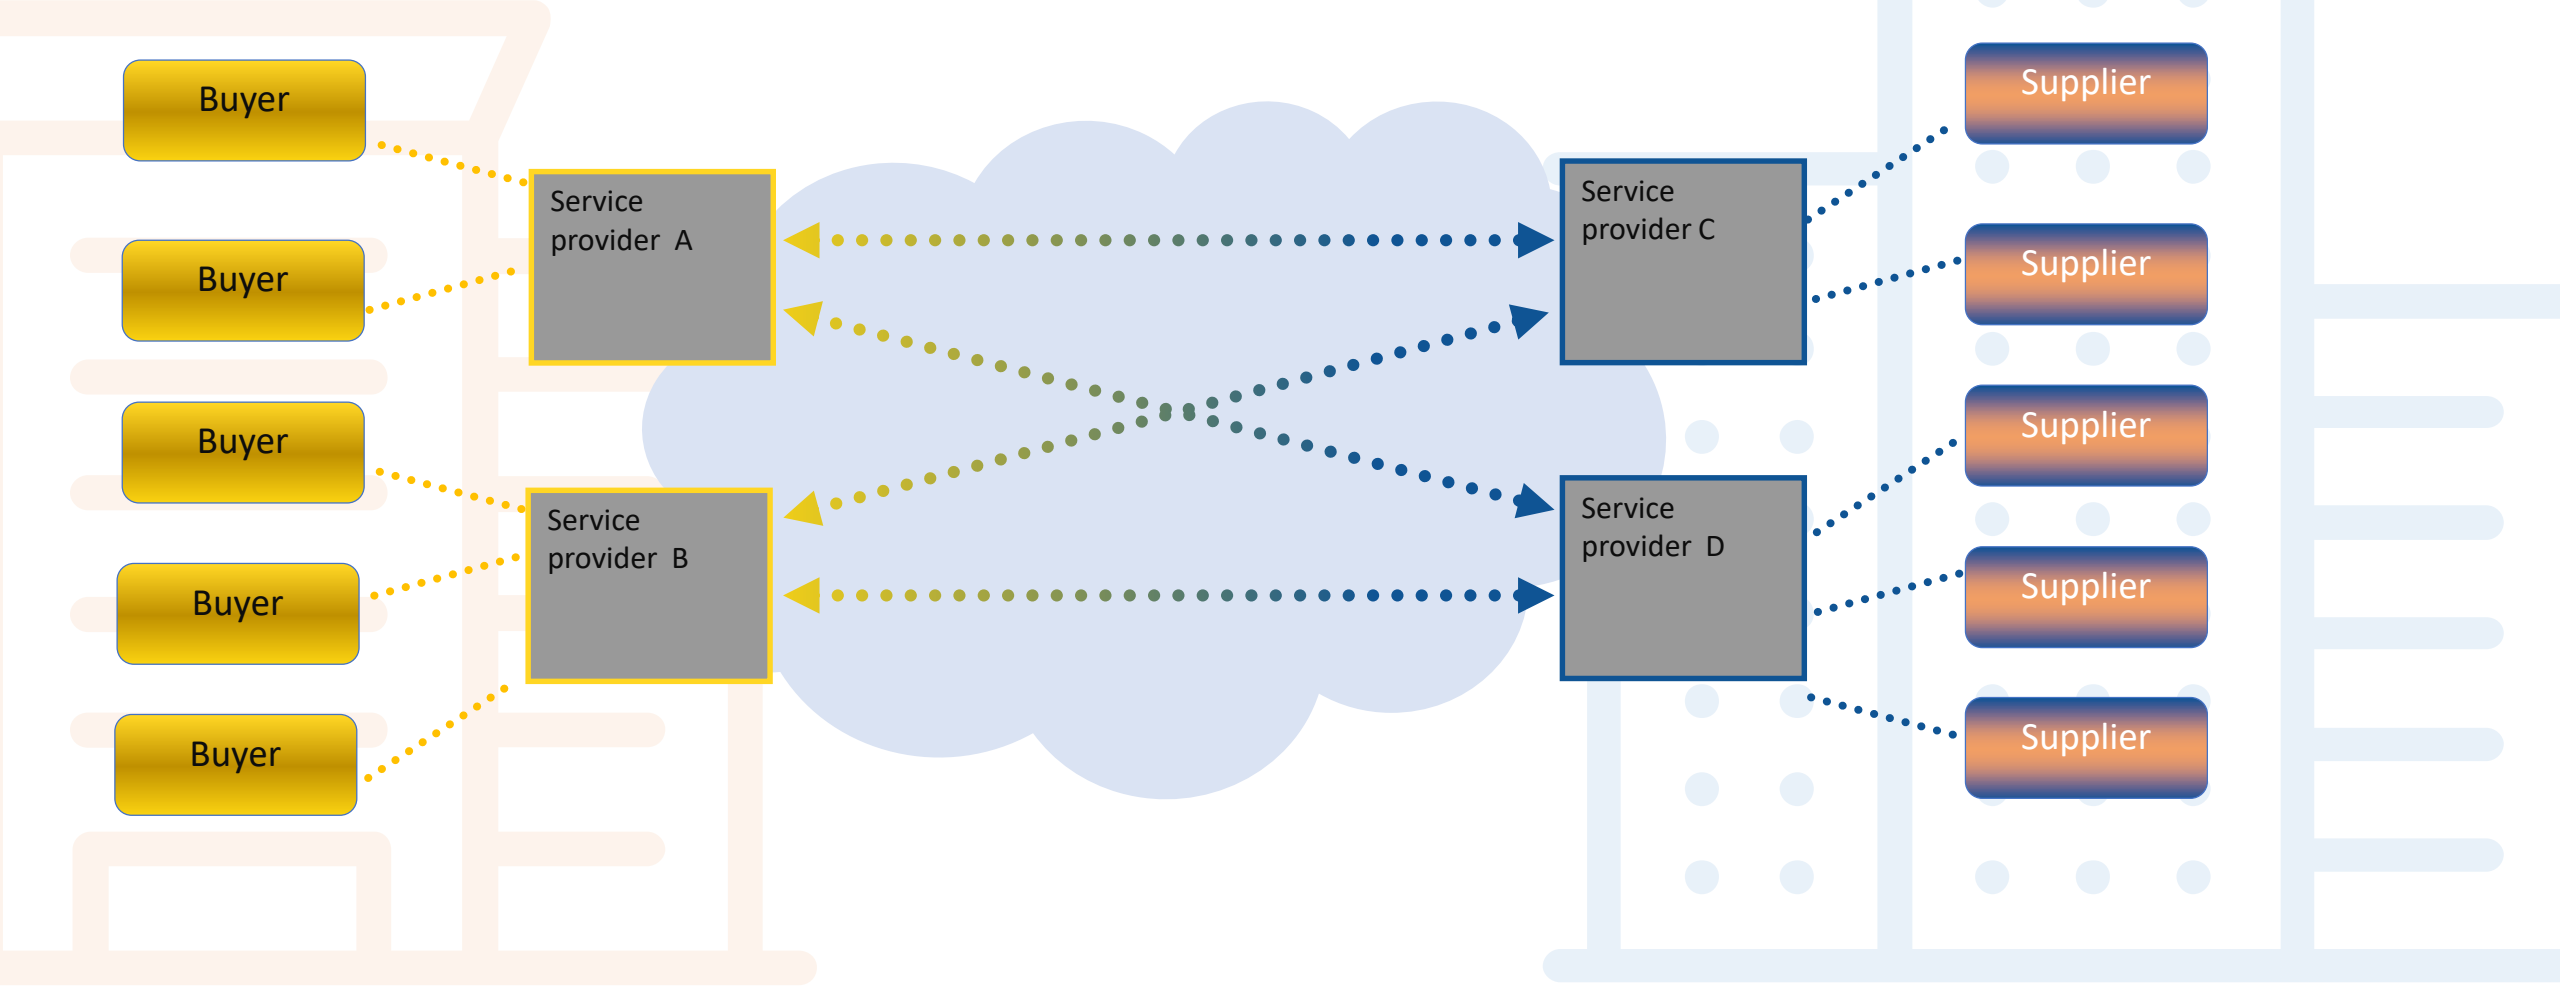 Buyer
Buyer
Buyer
Buyer
Buyer
Service
provider A
Service
provider B
Service
provider C
Service
provider D
Supplier
Supplier
Supplier
Supplier
Supplier